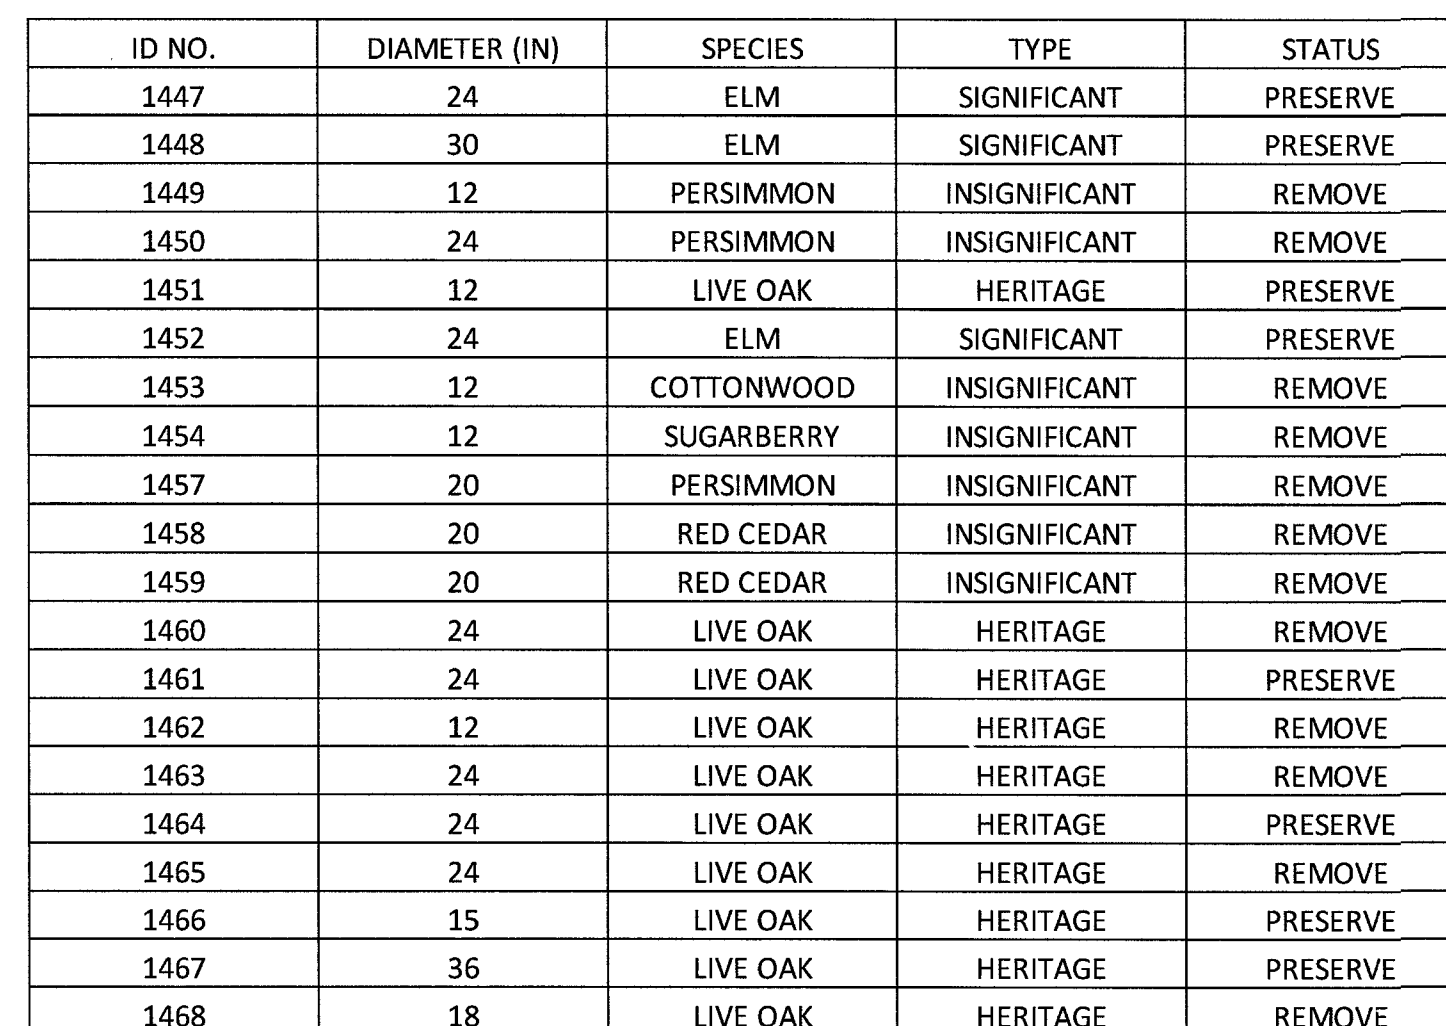 ID NO. DIAMETER (IN) SPECIES TYPE STATUS
1447 24 ELM SIGNIFICANT PRESERVE
1448 30 ELM SIGNIFICANT PRESERVE
1449 12 PERSIMMON INSIGNIFICANT REMOVE
1450 24 PERSIMMON INSIGNIFICANT REMOVE
1451 12 LIVE OAK HERITAGE PRESERVE
1452 24 ELM SIGNIFICANT PRESERVE
1453 12 COTTONWOOD INSIGNIFICANT REMOVE
1454 12 SUGARBERRY INSIGNIFICANT REMOVE
1457 20 PERSIMMON INSIGNIFICANT REMOVE
1458 20 RED CEDAR INSIGNIFICANT REMOVE
1459 20 RED CEDAR INSIGNIFICANT REMOVE
1460 24 LIVE OAK HERITAGE REMOVE
1461 24 LIVE OAK HERITAGE PRESERVE
1462 12 LIVE OAK HERITAGE REMOVE
1463 24 LIVE OAK HERITAGE REMOVE
1464 24 LIVE OAK HERITAGE PRESERVE
1465 24 LIVE OAK HERITAGE REMOVE
1466 15 LIVE OAK HERITAGE PRESERVE
1467 36 LIVE OAK HERITAGE PRESERVE
1468 18 LIVE OAK HERITAGE REMOVE